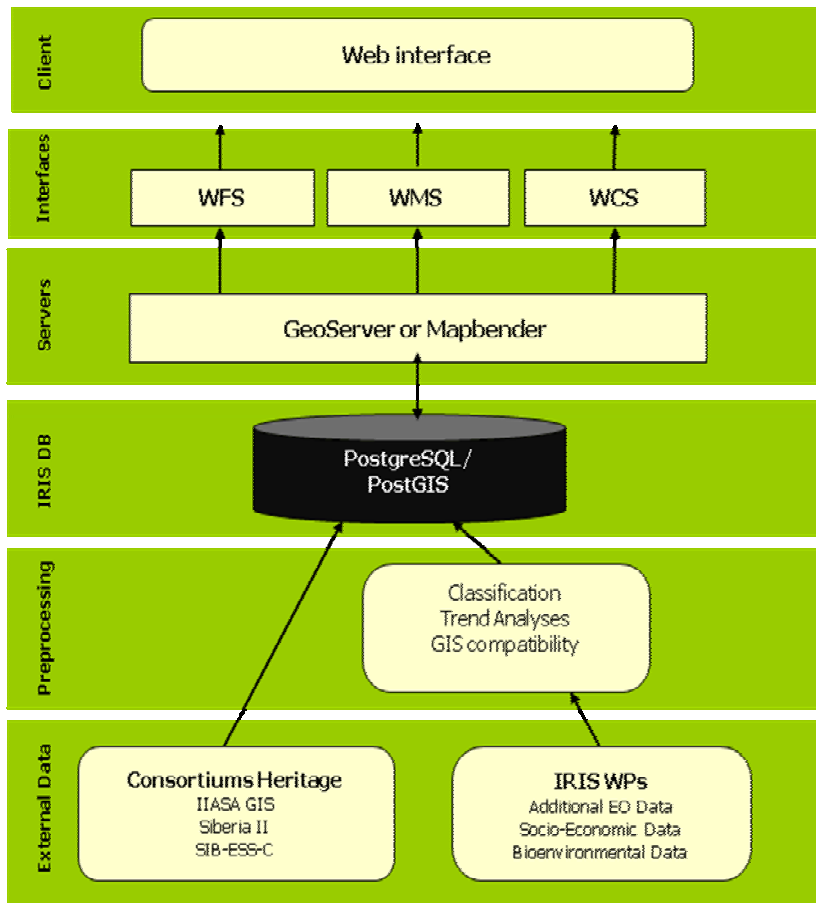 Client
Web interface
Interfaces
WFS
WMS
WCS
Servers
GeoServer or Mapbender
IRIS DB
PostgreSQL/
PostGIS
Preprocessing
Classification
Trend Analyses
GIS compatibility
External Data
Consortiums Heritage
IIASA GIS
Siberia II
SIB-ESS-C
IRIS WPs
Additional EO Data
Socio-Economic Data
Bioenvironmental Data